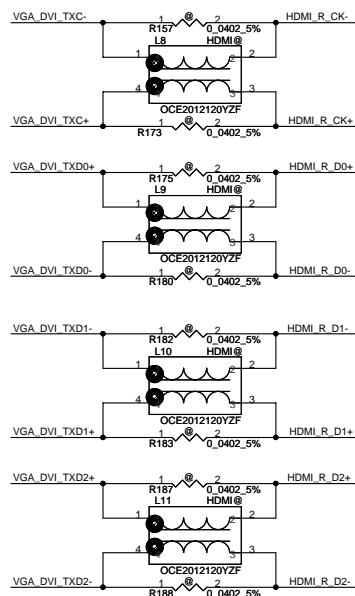 VGA_DVI_TXC- 1 @ 2 HDMI_R_CK-
R157 0_0402_5%
L8 HDMI@
1 2 2
4 3 3
OCE2012120YZF
VGA_DVI_TXC+ 1 @ 2 HDMI_R_CK+
R173 0_0402_5%
VGA_DVI_TXD0+ 1 @ 2 HDMI_R_D0+
R175 0_0402_5%
L9 HDMI@
1 2 2
4 3 3
OCE2012120YZF
VGA_DVI_TXD0- 1 @ 2 HDMI_R_D0-
R180 0_0402_5%
VGA_DVI_TXD1- 1 @ 2 HDMI_R_D1-
R182 0_0402_5%
L10 HDMI@
1 2 2
4 3 3
OCE2012120YZF
VGA_DVI_TXD1+ 1 @ 2 HDMI_R_D1+
R183 0_0402_5%
VGA_DVI_TXD2+ 1 @ 2 HDMI_R_D2+
R187 0_0402_5%
L11 HDMI@
1 2 2
4 3 3
OCE2012120YZF
VGA_DVI_TXD2- 1 @ 2 HDMI_R_D2-
R188 0_0402_5%